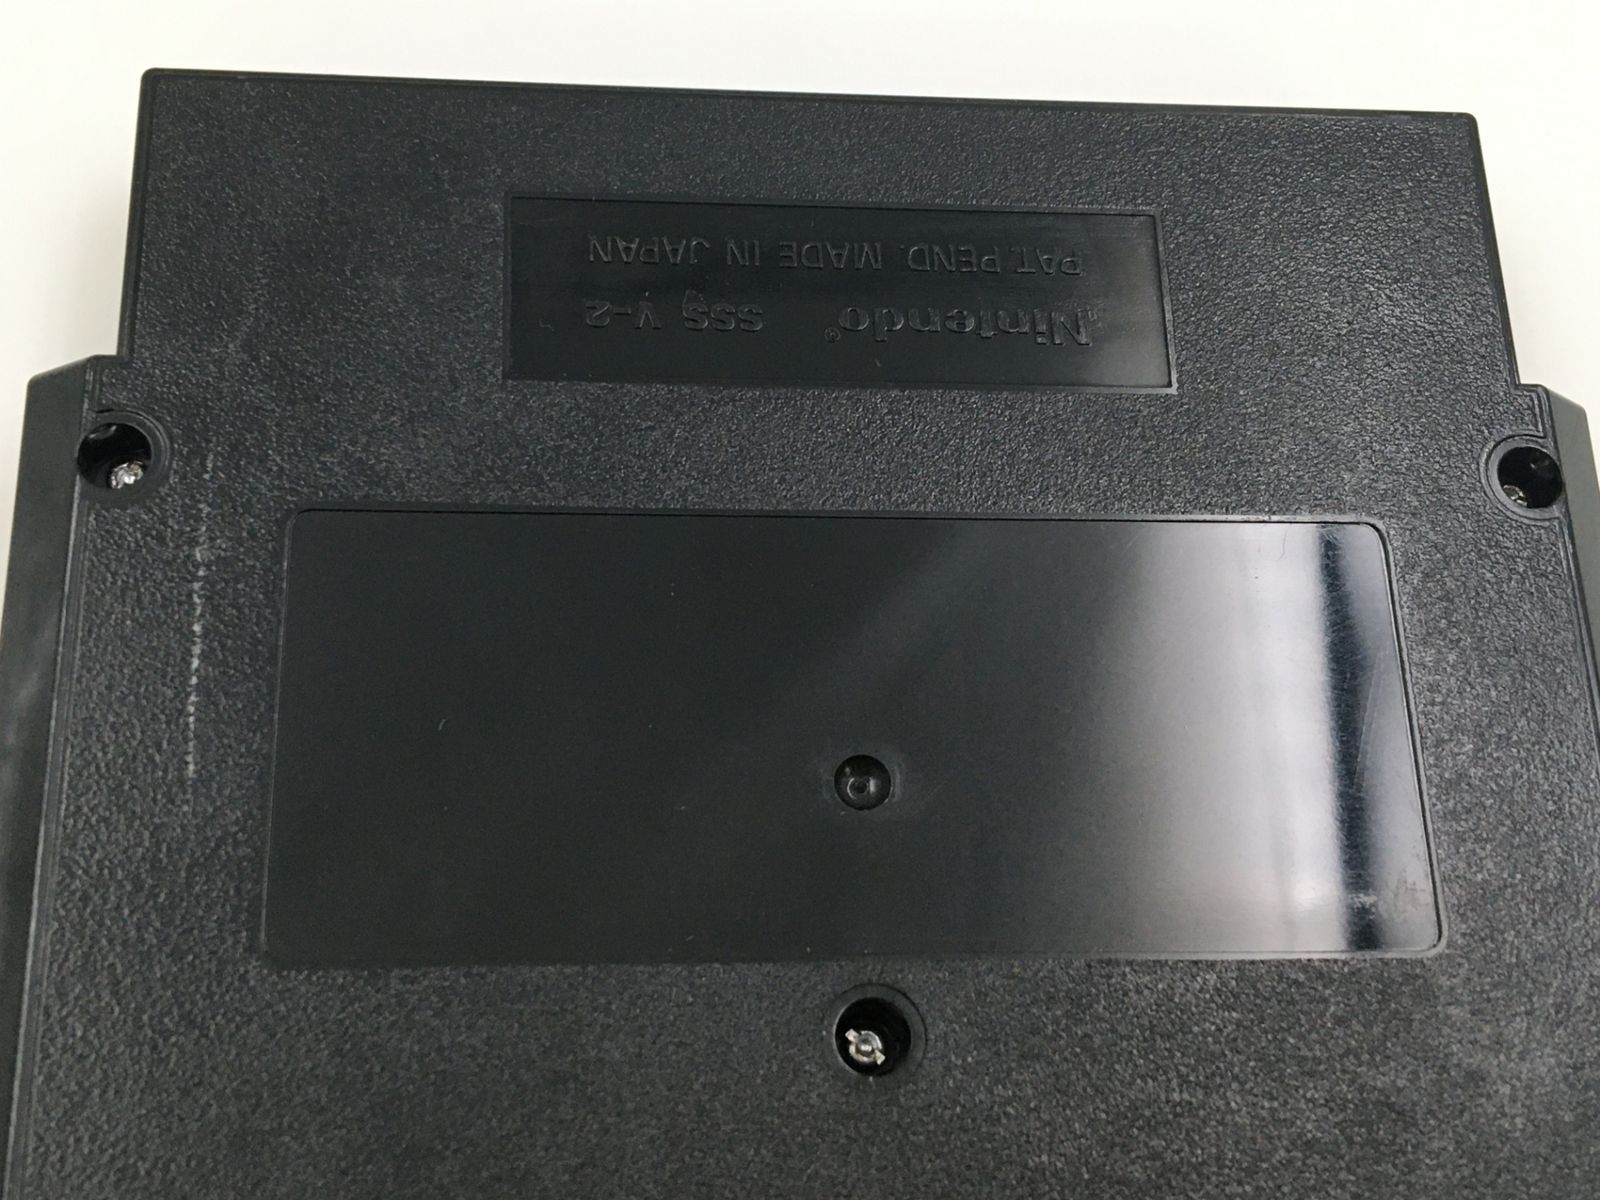 Nintendo® SSS V-2
PAT. PEND. MADE IN JAPAN